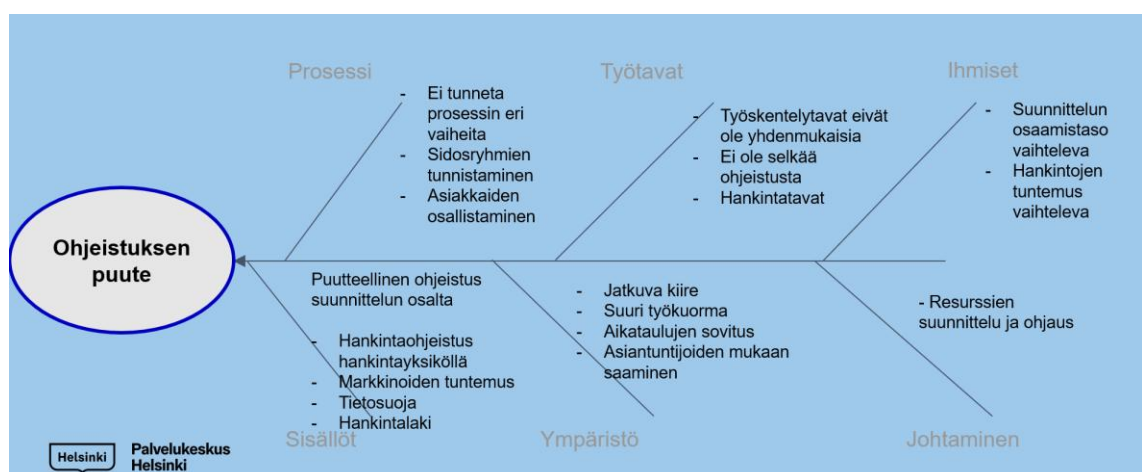 Prosessi
- Ei tunneta
prosessin eri
vaiheita
- Sidosryhmien
tunnistaminen
- Asiakkaiden
osallistaminen
Työtavat
- Työskentelytavat eivät
ole yhdenmukaisia
- Ei ole selkää
ohjeistusta
- Hankintatavat
Ihmiset
- Suunnittelun
osaamistaso
vaihteleva
- Hankintojen
tuntemus
vaihteleva
Ohjeistuksen
puute
Puutteellinen ohjeistus
suunnittelun osalta
- Hankintaohjeistus
hankintayksiköllä
- Markkinoiden tuntemus
- Tietosuoja
- Hankintalaki
Sisällöt
- Jatkuva kiire
- Suuri työkuorma
- Aikataulujen sovitus
- Asiantuntijoiden mukaan
saaminen
Ympäristö
- Resurssien
suunnittelu ja ohjaus
Johtaminen
Helsinki
Palvelukeskus
Helsinki